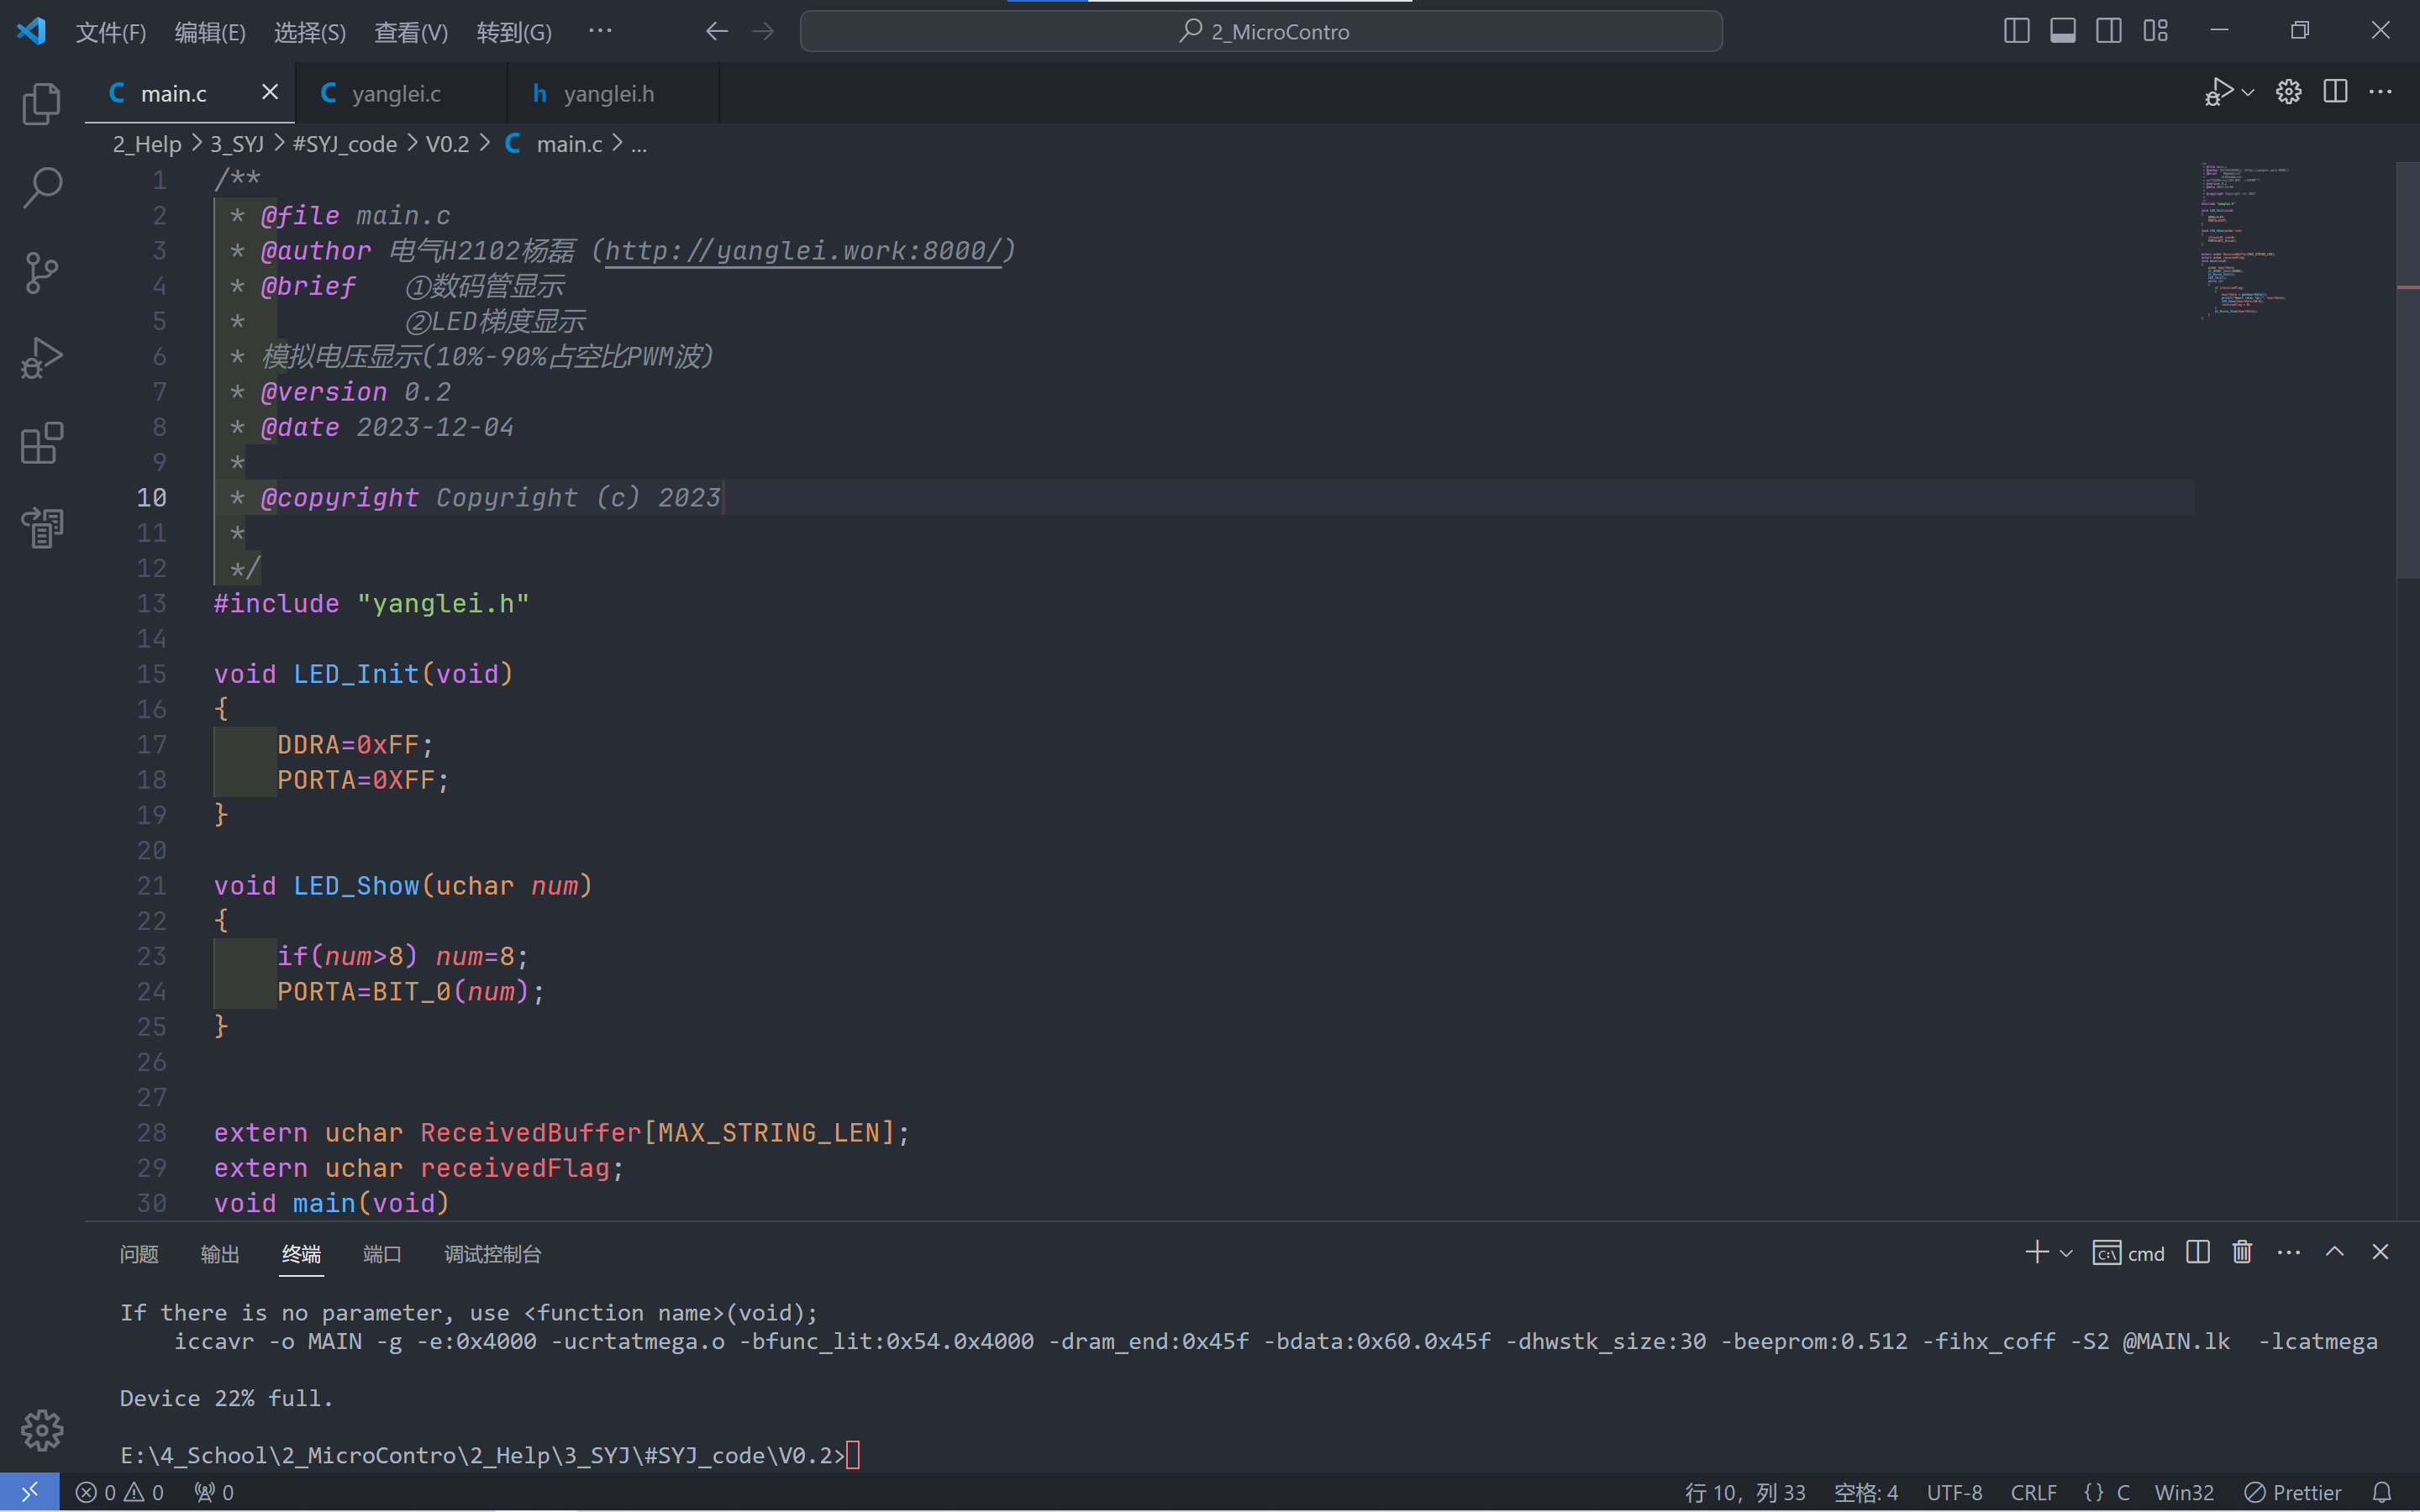 文件(F) 编辑(E) 选择(S) 查看(V) 转到(G) ··· 2_MicroContro
main.c yanglei.c yanglei.h
2_Help > 3_SYJ > #SYJ_code > V0.2 > C main.c > ...
1 /**
2 * @file main.c
3 * @author 电气H2102杨磊 (http://yanglei.work:8000/)
4 * @brief ①数码管显示
5 * ②LED梯度显示
6 * 模拟电压显示(10%-90%占空比PWM波)
7 * @version 0.2
8 * @date 2023-12-04
9 *
10 * @copyright Copyright (c) 2023
11 *
12 */
13 #include "yanglei.h"
14
15 void LED_Init(void)
16 {
17 DDRA=0xFF;
18 PORTA=0XFF;
19 }
20
21 void LED_Show(uchar num)
22 {
23 if(num>8) num=8;
24 PORTA=BIT_0(num);
25 }
26
27
28 extern uchar ReceivedBuffer[MAX_STRING_LEN];
29 extern uchar receivedFlag;
30 void main(void)
问题 输出 终端 端口 调试控制台 cmd
If there is no parameter, use <function name>(void);
iccavr -o MAIN -g -e:0x4000 -ucrtatmega.o -bfunc_lit:0x54.0x4000 -dram_end:0x45f -bdata:0x60.0x45f -dhwstk_size:30 -beeprom:0.512 -fihx_coff -S2 @MAIN.lk -lcatmega
Device 22% full.
E:\4_School\2_MicroContro\2_Help\3_SYJ\#SYJ_code\V0.2>
0 0 0 行 10，列 33 空格: 4 UTF-8 CRLF {} C Win32 Prettier